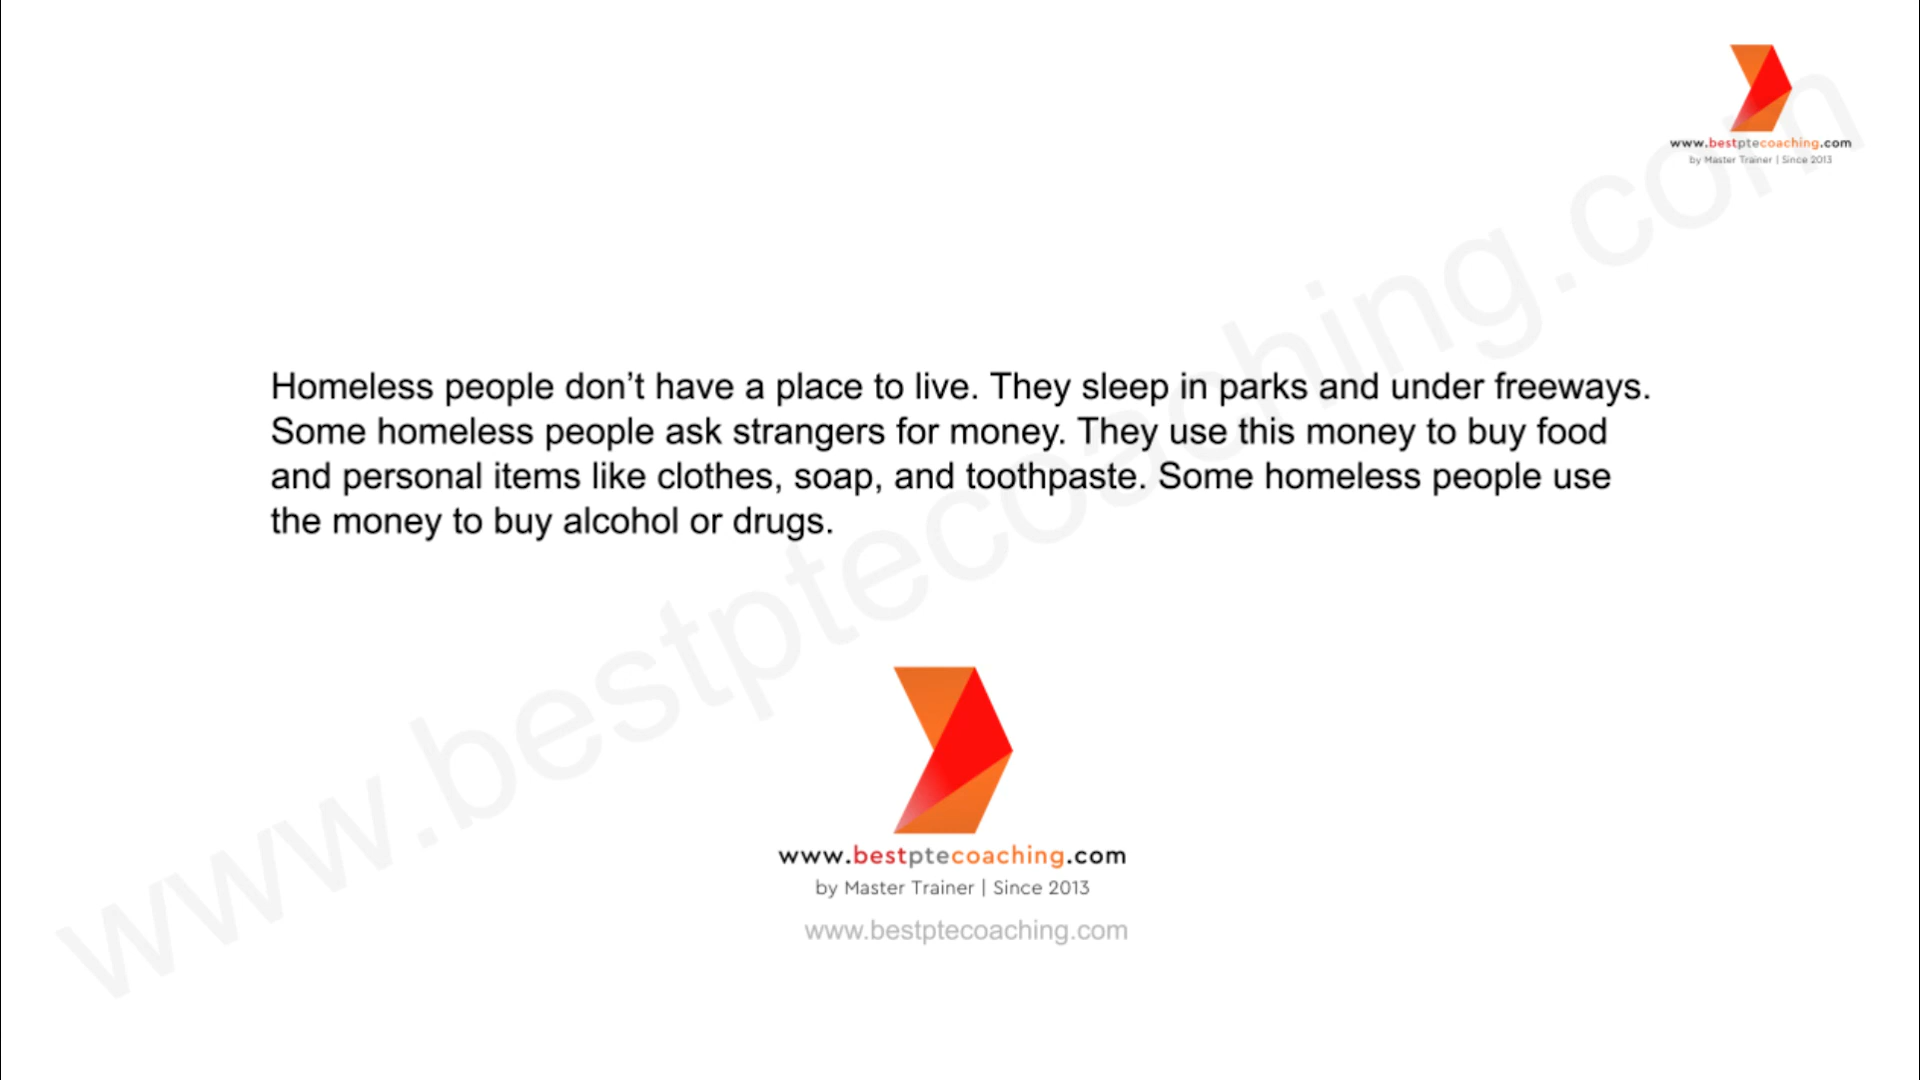 www.bestptecoaching.com
by Master Trainer | Since 2013
Homeless people don’t have a place to live. They sleep in parks and under freeways.
Some homeless people ask strangers for money. They use this money to buy food
and personal items like clothes, soap, and toothpaste. Some homeless people use
the money to buy alcohol or drugs.
www.bestptecoaching.com
www.bestptecoaching.com
by Master Trainer | Since 2013
www.bestptecoaching.com